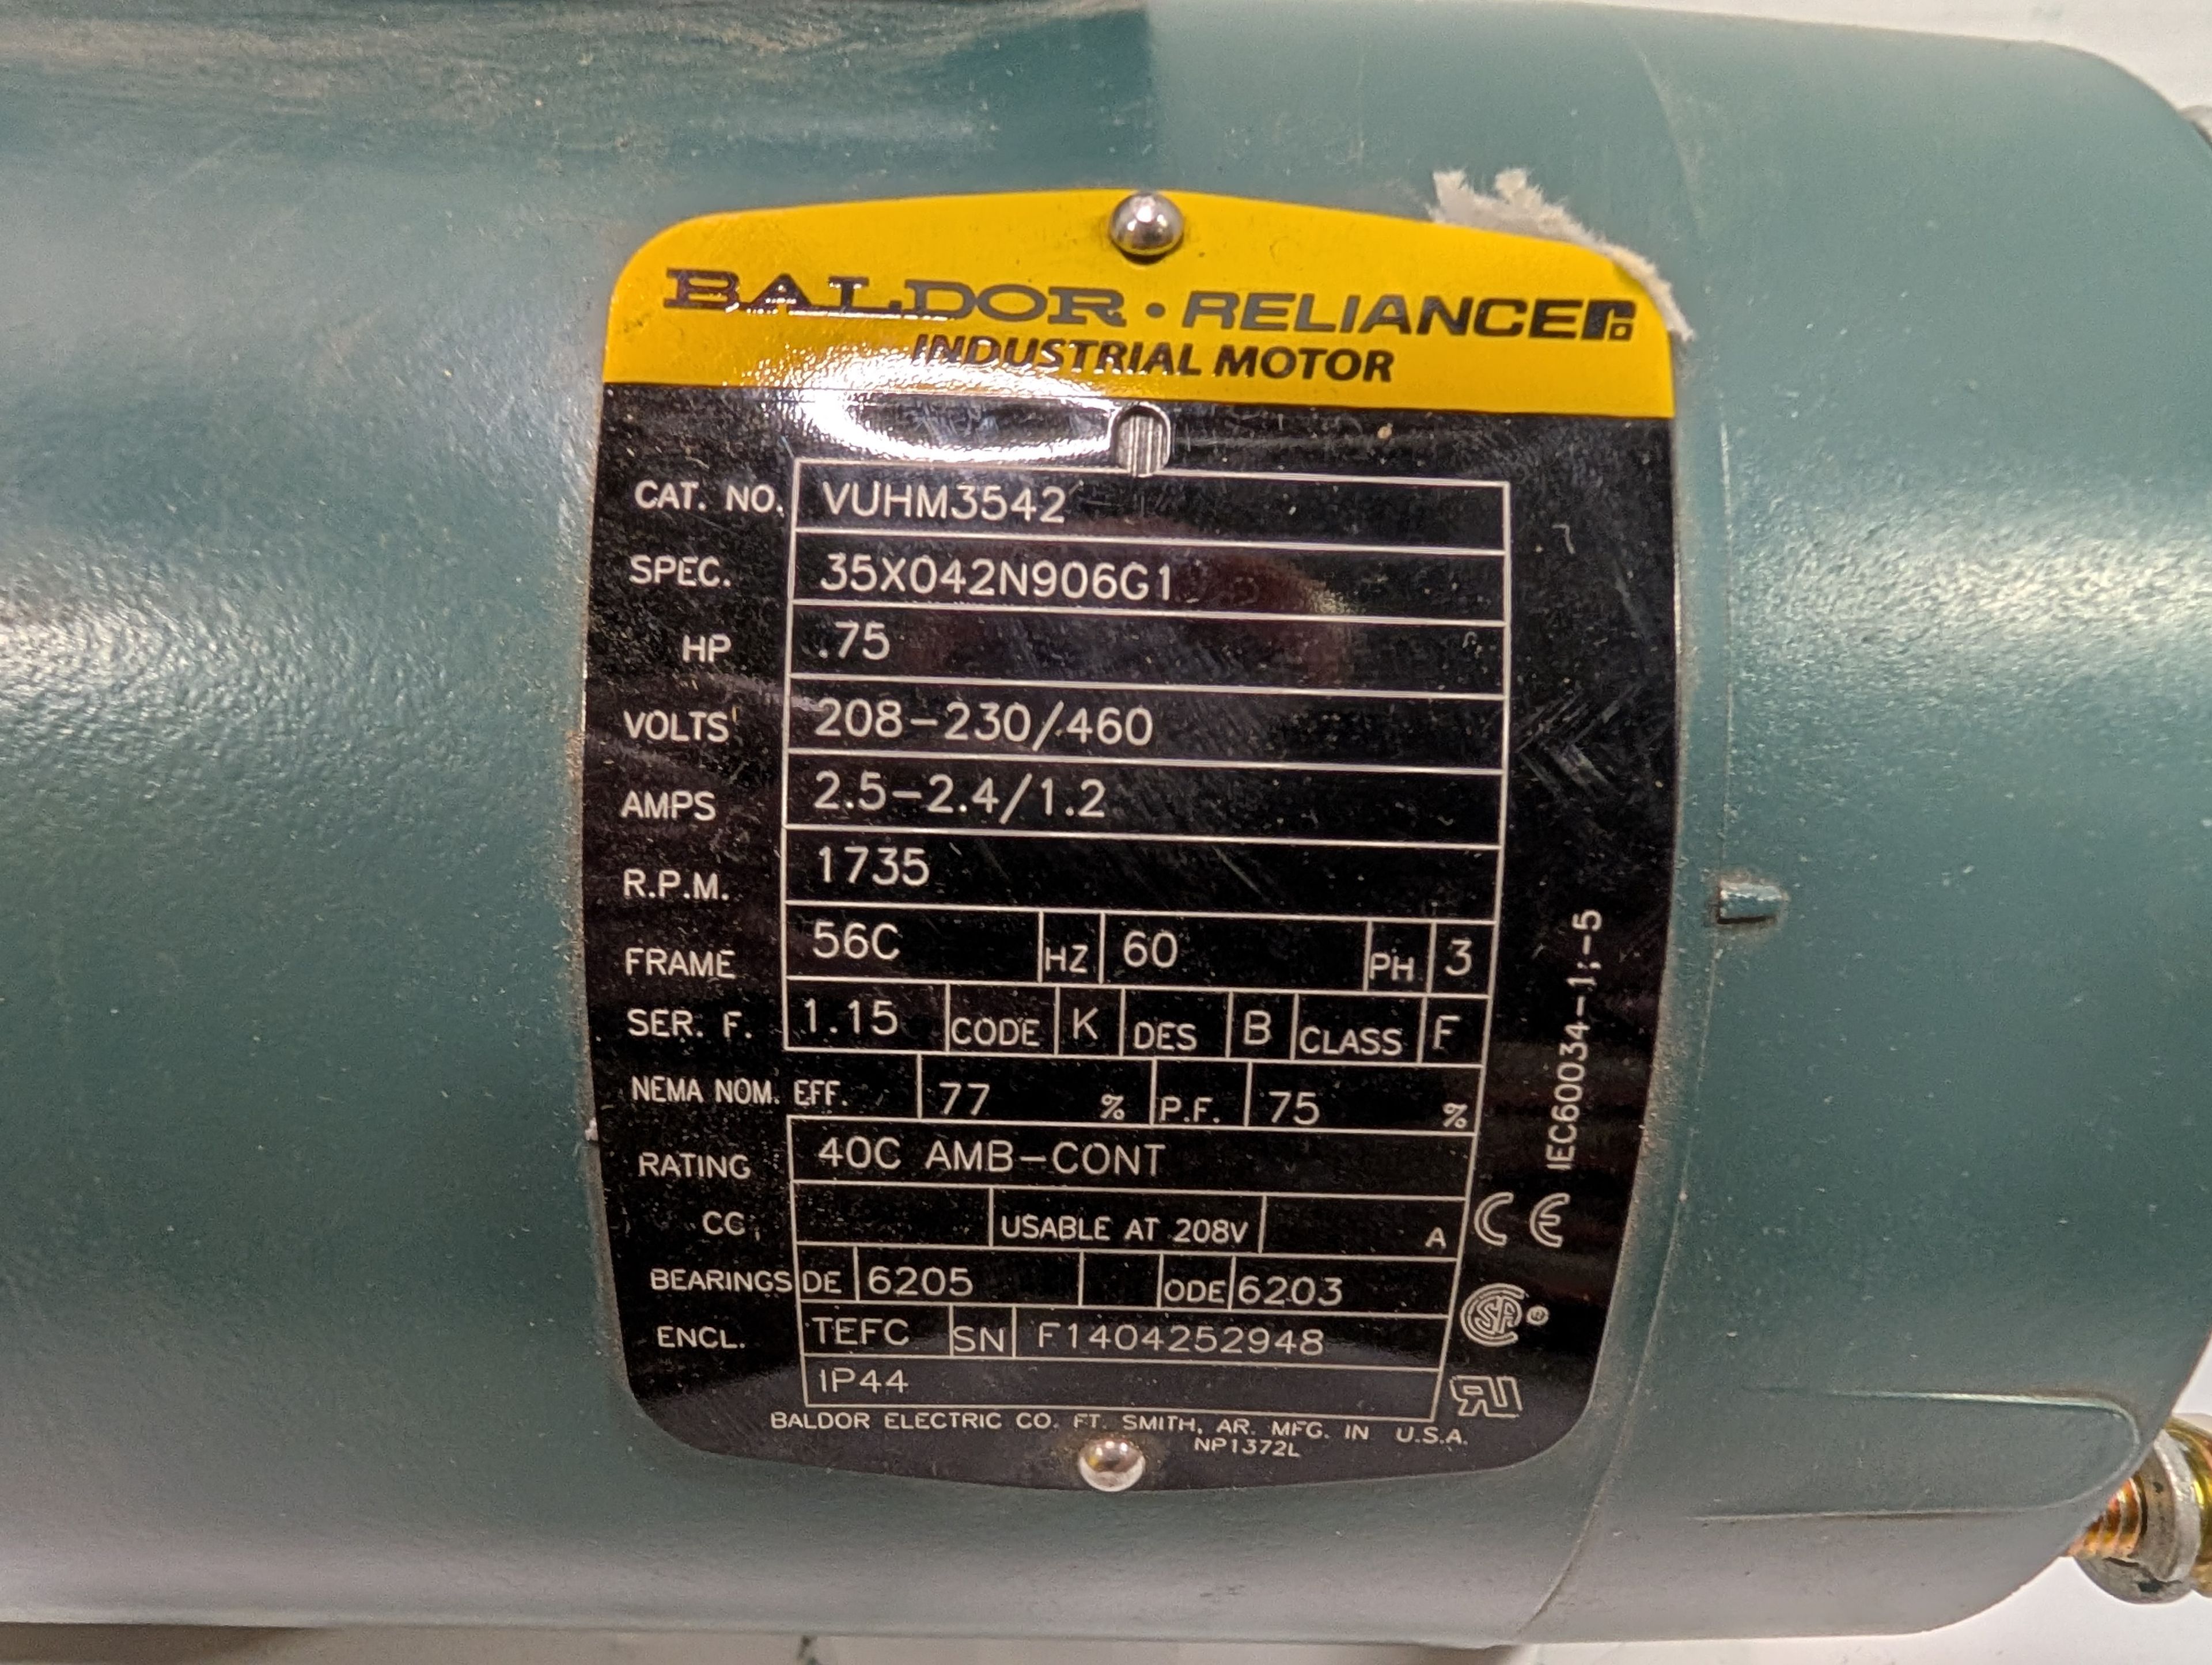 BALDOR • RELIANCE
INDUSTRIAL MOTOR
CAT. NO. VUHM3542
SPEC. 35X042N906G1
HP .75
VOLTS 208-230/460
AMPS 2.5-2.4/1.2
R.P.M. 1735
FRAME 56C HZ 60 PH 3
SER. F. 1.15 CODE K DES B CLASS F
NEMA NOM. EFF. 77 % P.F. 75 %
RATING 40C AMB-CONT
CC USABLE AT 208V A
BEARINGS DE 6205 ODE 6203
ENCL. TEFC SN F1404252948
IP44
BALDOR ELECTRIC CO. FT. SMITH, AR. MFG. IN U.S.A.
NP1372L
IEC60034-1;-5
CE
SA
RU